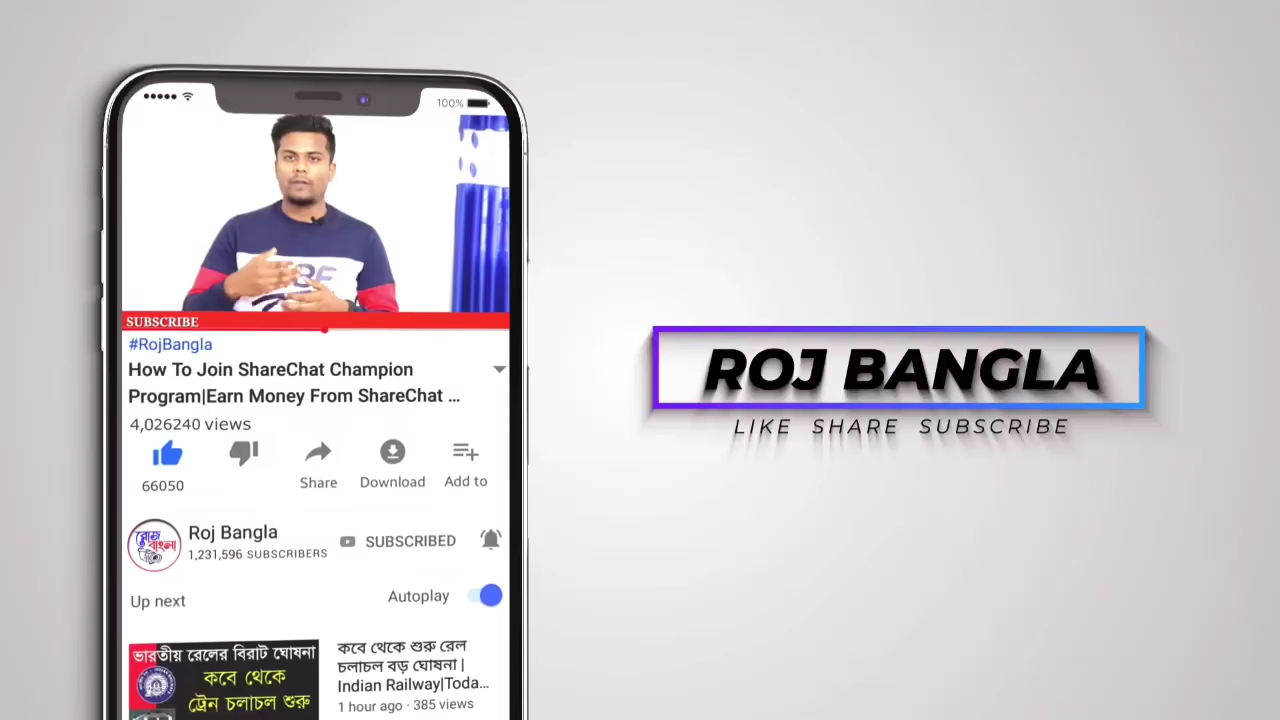 100%
SUBSCRIBE
#RojBangla
How To Join ShareChat Champion
Program|Earn Money From ShareChat ...
4,026240 views
66050
Share
Download
Add to
রোজ
বাংলা
Roj Bangla
1,231,596 SUBSCRIBERS
SUBSCRIBED
Up next
Autoplay
ভারতীয় রেলের বিরাট ঘোষনা
কবে থেকে
ট্রেন চলাচল শুরু
কবে থেকে শুরু রেল
চলাচল বড় ঘোষনা |
Indian Railway|Toda...
1 hour ago · 385 views
ROJ BANGLA
LIKE SHARE SUBSCRIBE